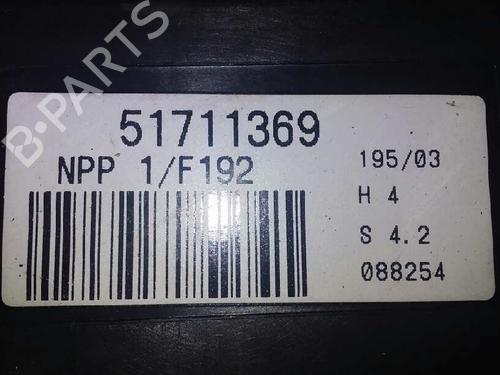 51711369
NPP 1/F192
195/03
H 4
S 4.2
088254
B-PARTS